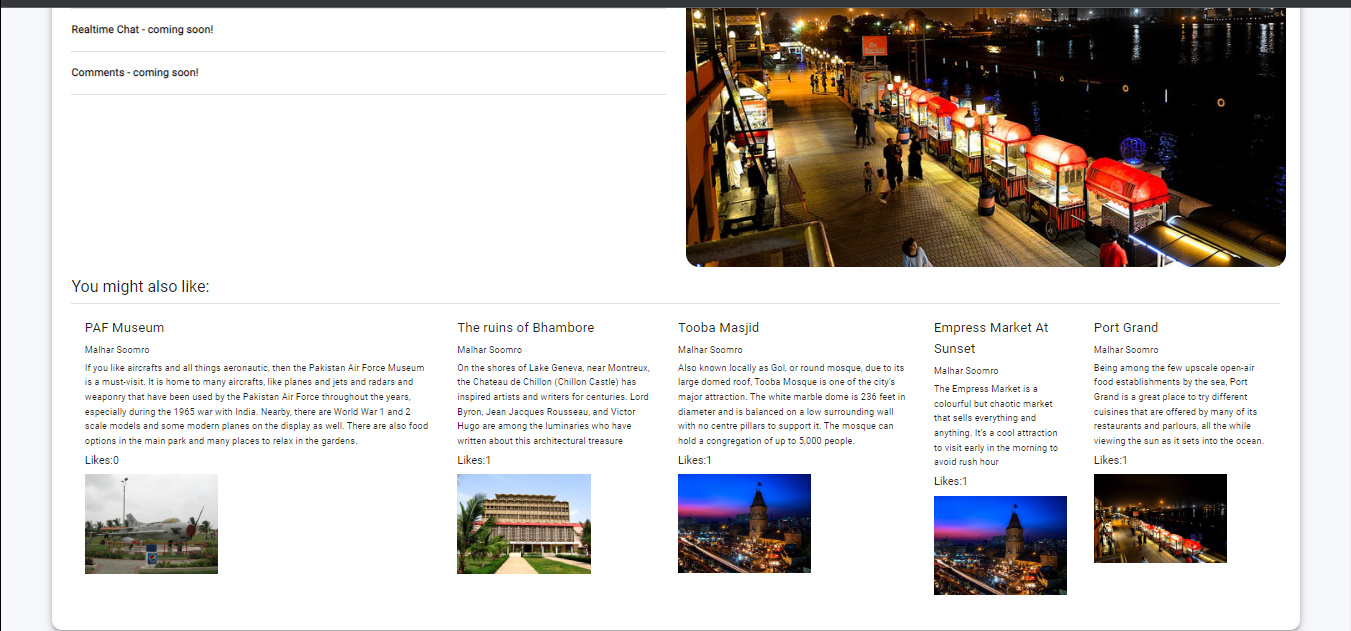 Realtime Chat - coming soon!
Comments - coming soon!
You might also like:
PAF Museum
Malhar Soomro
If you like aircrafts and all things aeronautic, then the Pakistan Air Force Museum
is a must-visit. It is home to many aircrafts, like planes and jets and radars and
weaponry that have been used by the Pakistan Air Force throughout the years,
especially during the 1965 war with India. Nearby, there are World War 1 and 2
scale models and some modern planes on the display as well. There are also food
options in the main park and many places to relax in the gardens.
Likes:0
The ruins of Bhambore
Malhar Soomro
On the shores of Lake Geneva, near Montreux,
the Chateau de Chillon (Chillon Castle) has
inspired artists and writers for centuries. Lord
Byron, Jean Jacques Rousseau, and Victor
Hugo are among the luminaries who have
written about this architectural treasure
Likes:1
Tooba Masjid
Malhar Soomro
Also known locally as Gol, or round mosque, due to its
large domed roof, Tooba Mosque is one of the city's
major attraction. The white marble dome is 236 feet in
diameter and is balanced on a low surrounding wall
with no centre pillars to support it. The mosque can
hold a congregation of up to 5,000 people.
Likes:1
Empress Market At
Sunset
Malhar Soomro
The Empress Market is a
colourful but chaotic market
that sells everything and
anything. It's a cool attraction
to visit early in the morning to
avoid rush hour
Likes:1
Port Grand
Malhar Soomro
Being among the few upscale open-air
food establishments by the sea, Port
Grand is a great place to try different
cuisines that are offered by many of its
restaurants and parlours, all the while
viewing the sun as it sets into the ocean.
Likes:1